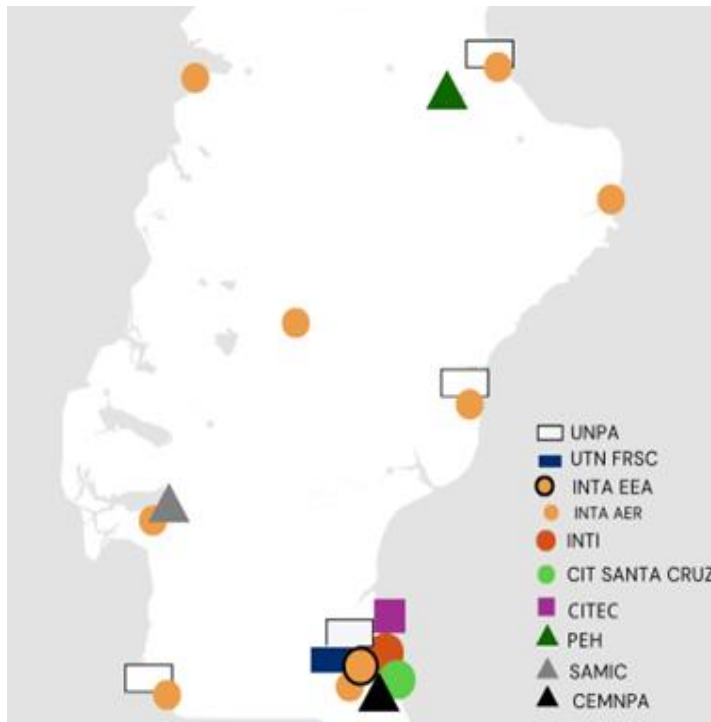 UNPA
UTN FRSC
INTA EEA
INTA AER
INTI
CIT SANTA CRUZ
CITEC
PEH
SAMIC
CEMNPA